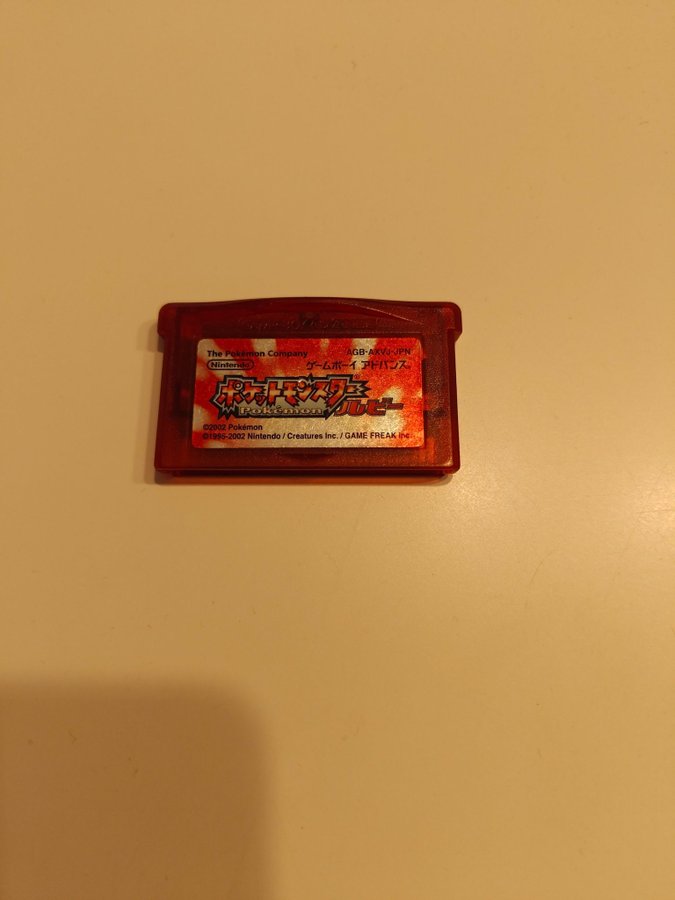 The Pokémon Company
AGB-AXVJ-JPN
Nintendo
ゲームボーイ アドバンス
ポケットモンスター
Pokémon
ルビー
©2002 Pokémon
©1995-2002 Nintendo / Creatures Inc. / GAME FREAK inc.